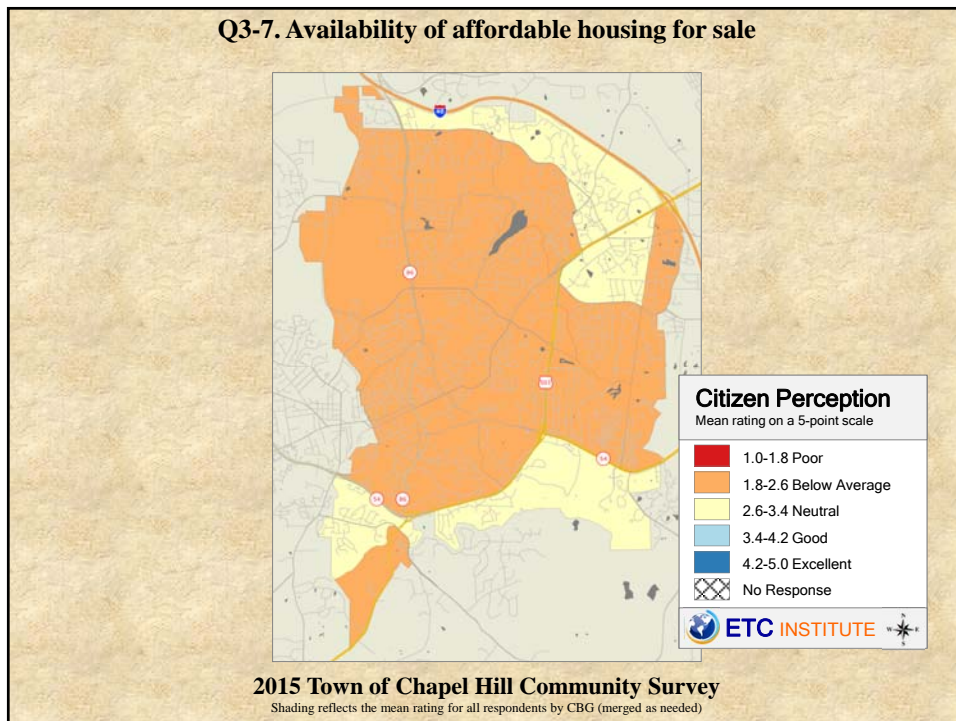 Q3-7. Availability of affordable housing for sale
40
86
501
54
54
86
Citizen Perception
Mean rating on a 5-point scale
1.0-1.8 Poor
1.8-2.6 Below Average
2.6-3.4 Neutral
3.4-4.2 Good
4.2-5.0 Excellent
No Response
ETC INSTITUTE
N
W E
S
2015 Town of Chapel Hill Community Survey
Shading reflects the mean rating for all respondents by CBG (merged as needed)